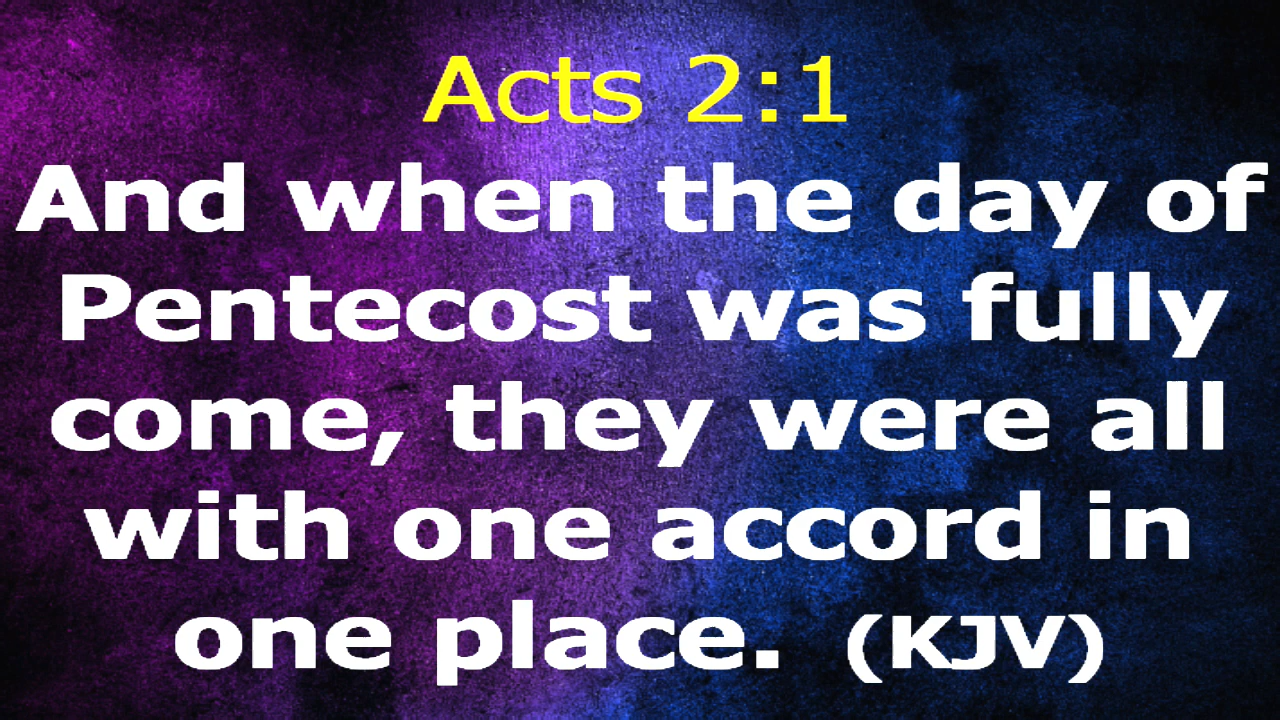 Acts 2:1
And when the day of
Pentecost was fully
come, they were all
with one accord in
one place. (KJV)